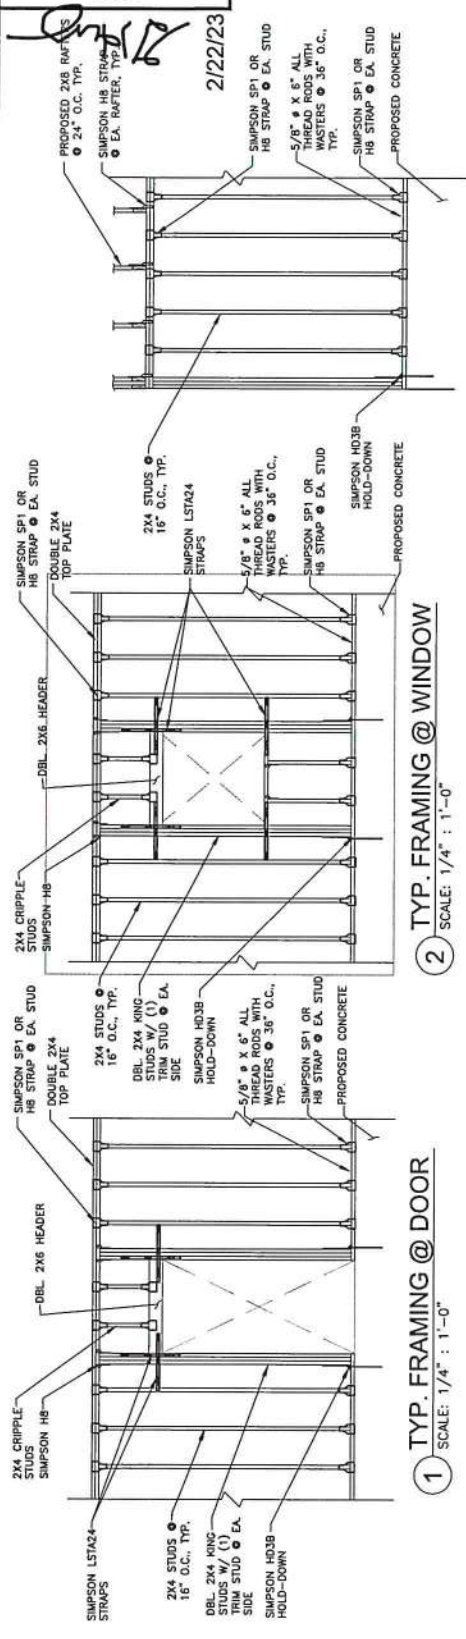 2X4 CRIPPLE
STUDS
SIMPSON H8
DBL. 2X6 HEADER
SIMPSON SP1 OR
H8 STRAP @ EA. STUD
DOUBLE 2X4
TOP PLATE
SIMPSON LSTA24
STRAPS
2X4 STUDS @
16" O.C., TYP.
DBL. 2X4 KING
STUDS W/ (1)
TRIM STUD @ EA.
SIDE
SIMPSON HD3B
HOLD-DOWN
5/8" ø X 6" ALL
THREAD RODS WITH
WASTERS @ 36" O.C.,
TYP.
SIMPSON SP1 OR
H8 STRAP @ EA. STUD
PROPOSED CONCRETE
1 TYP. FRAMING @ DOOR
SCALE: 1/4" : 1'-0"
2X4 CRIPPLE
STUDS
SIMPSON H8
DBL. 2X6 HEADER
SIMPSON SP1 OR
H8 STRAP @ EA. STUD
DOUBLE 2X4
TOP PLATE
2X4 STUDS @
16" O.C., TYP.
DBL. 2X4 KING
STUDS W/ (1)
TRIM STUD @ EA.
SIDE
SIMPSON HD3B
HOLD-DOWN
SIMPSON LSTA24
STRAPS
5/8" ø X 6" ALL
THREAD RODS WITH
WASTERS @ 36" O.C.,
TYP.
SIMPSON SP1 OR
H8 STRAP @ EA. STUD
PROPOSED CONCRETE
2 TYP. FRAMING @ WINDOW
SCALE: 1/4" : 1'-0"
PROPOSED 2X8 RAFTERS
@ 24" O.C. TYP.
SIMPSON H8 STRAP
@ EA. RAFTER, TYP.
2X4 STUDS @
16" O.C., TYP.
SIMPSON HD3B
HOLD-DOWN
SIMPSON SP1 OR
H8 STRAP @ EA. STUD
5/8" ø X 6" ALL
THREAD RODS WITH
WASTERS @ 36" O.C.,
TYP.
SIMPSON SP1 OR
H8 STRAP @ EA. STUD
PROPOSED CONCRETE
2/22/23